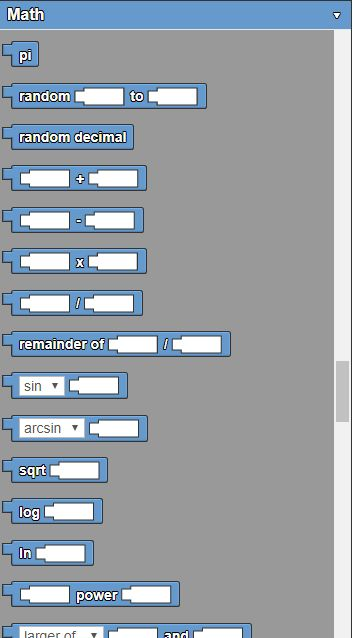 Math
pi
random to
random decimal
+
-
x
/
remainder of /
sin
arcsin
sqrt
log
ln
power
larger of and